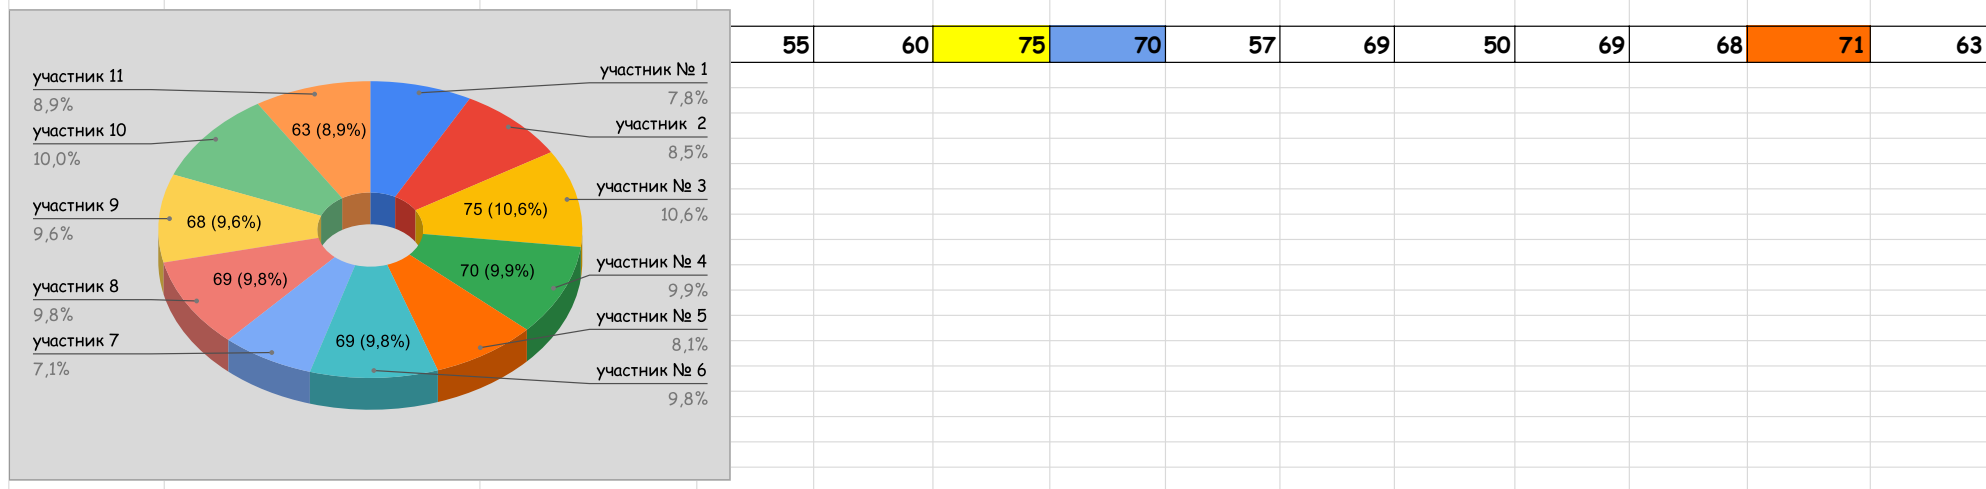 участник 11
8,9%
участник 10
10,0%
участник 9
9,6%
участник 8
9,8%
участник 7
7,1%
участник № 1
7,8%
участник 2
8,5%
участник № 3
10,6%
участник № 4
9,9%
участник № 5
8,1%
участник № 6
9,8%
63 (8,9%)
75 (10,6%)
68 (9,6%)
70 (9,9%)
69 (9,8%)
69 (9,8%)
55 60 75 70 57 69 50 69 68 71 63